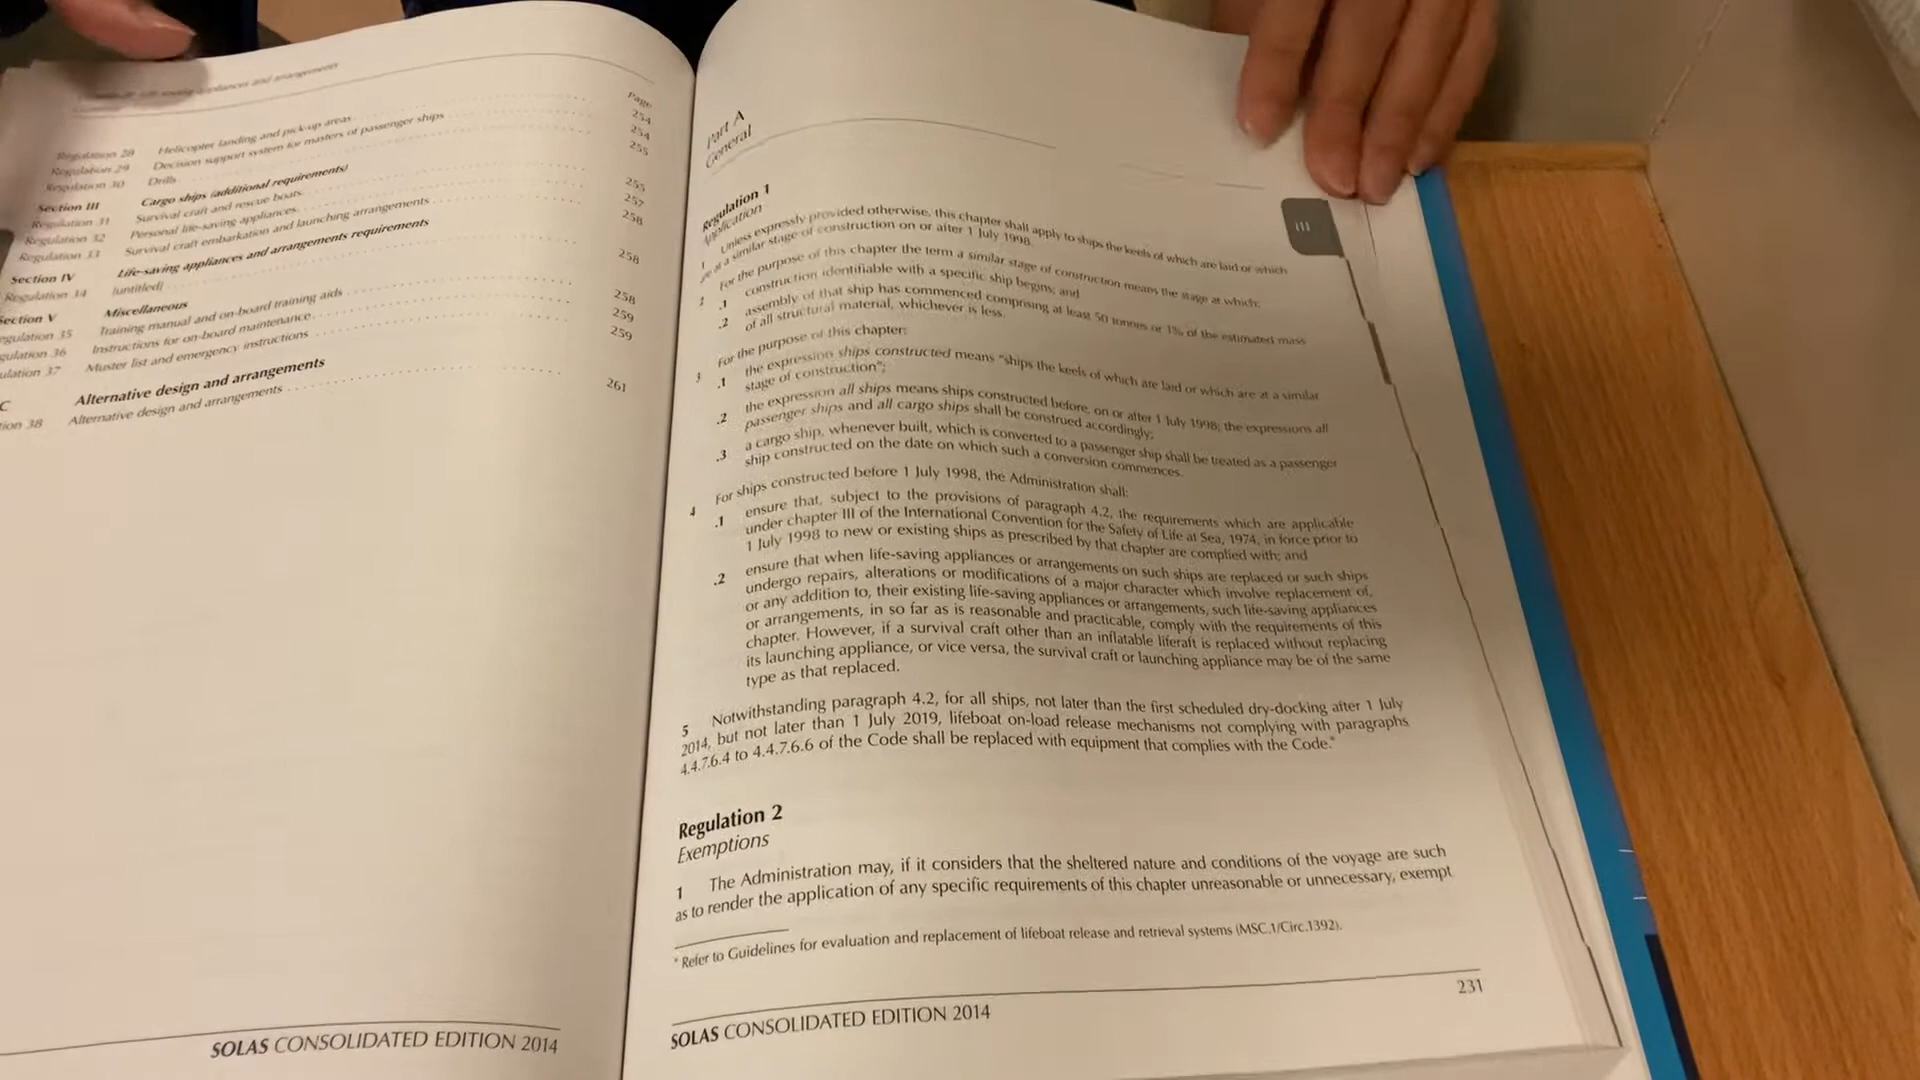 life-saving appliances and arrangements
Page
Regulation 28 Helicopter landing and pick-up areas 254
Regulation 29 Decision support system for masters of passenger ships 254
Regulation 30 Drills 255
Section III Cargo ships (additional requirements)
Regulation 31 Survival craft and rescue boats 255
Regulation 32 Personal life-saving appliances 257
Regulation 33 Survival craft embarkation and launching arrangements 258
Section IV Life-saving appliances and arrangements requirements
Regulation 34 (untitled) 258
Section V Miscellaneous
Regulation 35 Training manual and on-board training aids 258
Regulation 36 Instructions for on-board maintenance 259
Regulation 37 Muster list and emergency instructions 259
C Alternative design and arrangements
tion 38 Alternative design and arrangements 261
SOLAS CONSOLIDATED EDITION 2014
Part A
General
III
Regulation 1
Application
1 Unless expressly provided otherwise, this chapter shall apply to ships the keels of which are laid or which
are at a similar stage of construction on or after 1 July 1998.
2 For the purpose of this chapter the term a similar stage of construction means the stage at which:
.1 construction identifiable with a specific ship begins; and
.2 assembly of that ship has commenced comprising at least 50 tonnes or 1% of the estimated mass
of all structural material, whichever is less.
3 For the purpose of this chapter:
.1 the expression ships constructed means "ships the keels of which are laid or which are at a similar
stage of construction";
.2 the expression all ships means ships constructed before, on or after 1 July 1998; the expressions all
passenger ships and all cargo ships shall be construed accordingly;
.3 a cargo ship, whenever built, which is converted to a passenger ship shall be treated as a passenger
ship constructed on the date on which such a conversion commences.
4 For ships constructed before 1 July 1998, the Administration shall:
.1 ensure that, subject to the provisions of paragraph 4.2, the requirements which are applicable
under chapter III of the International Convention for the Safety of Life at Sea, 1974, in force prior to
1 July 1998 to new or existing ships as prescribed by that chapter are complied with; and
.2 ensure that when life-saving appliances or arrangements on such ships are replaced or such ships
undergo repairs, alterations or modifications of a major character which involve replacement of,
or any addition to, their existing life-saving appliances or arrangements, such life-saving appliances
or arrangements, in so far as is reasonable and practicable, comply with the requirements of this
chapter. However, if a survival craft other than an inflatable liferaft is replaced without replacing
its launching appliance, or vice versa, the survival craft or launching appliance may be of the same
type as that replaced.
5 Notwithstanding paragraph 4.2, for all ships, not later than the first scheduled dry-docking after 1 July
2014, but not later than 1 July 2019, lifeboat on-load release mechanisms not complying with paragraphs
4.4.7.6.4 to 4.4.7.6.6 of the Code shall be replaced with equipment that complies with the Code.*
Regulation 2
Exemptions
1 The Administration may, if it considers that the sheltered nature and conditions of the voyage are such
as to render the application of any specific requirements of this chapter unreasonable or unnecessary, exempt
* Refer to Guidelines for evaluation and replacement of lifeboat release and retrieval systems (MSC.1/Circ.1392).
SOLAS CONSOLIDATED EDITION 2014
231